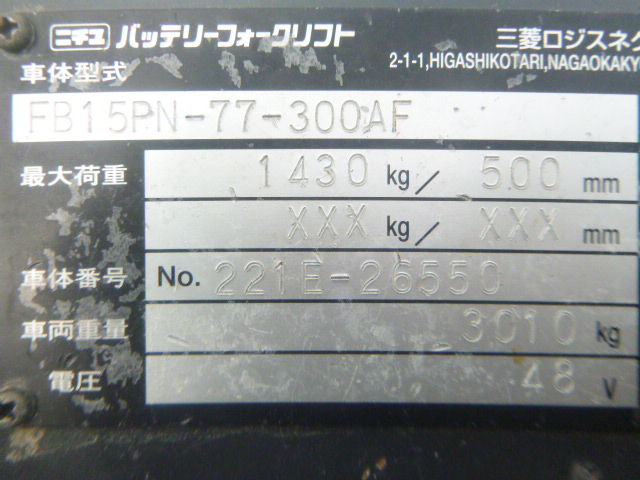 ニチユ バッテリーフォークリフト 三菱ロジスネク
2-1-1,HIGASHIKOTARI,NAGAOKAKY
車体型式
FB15PN-77-300AF
最大荷重 1430 kg/ 500 mm
XXX kg/ XXX mm
車体番号 No. 221E-26550
車両重量 3010 kg
電圧 48 V